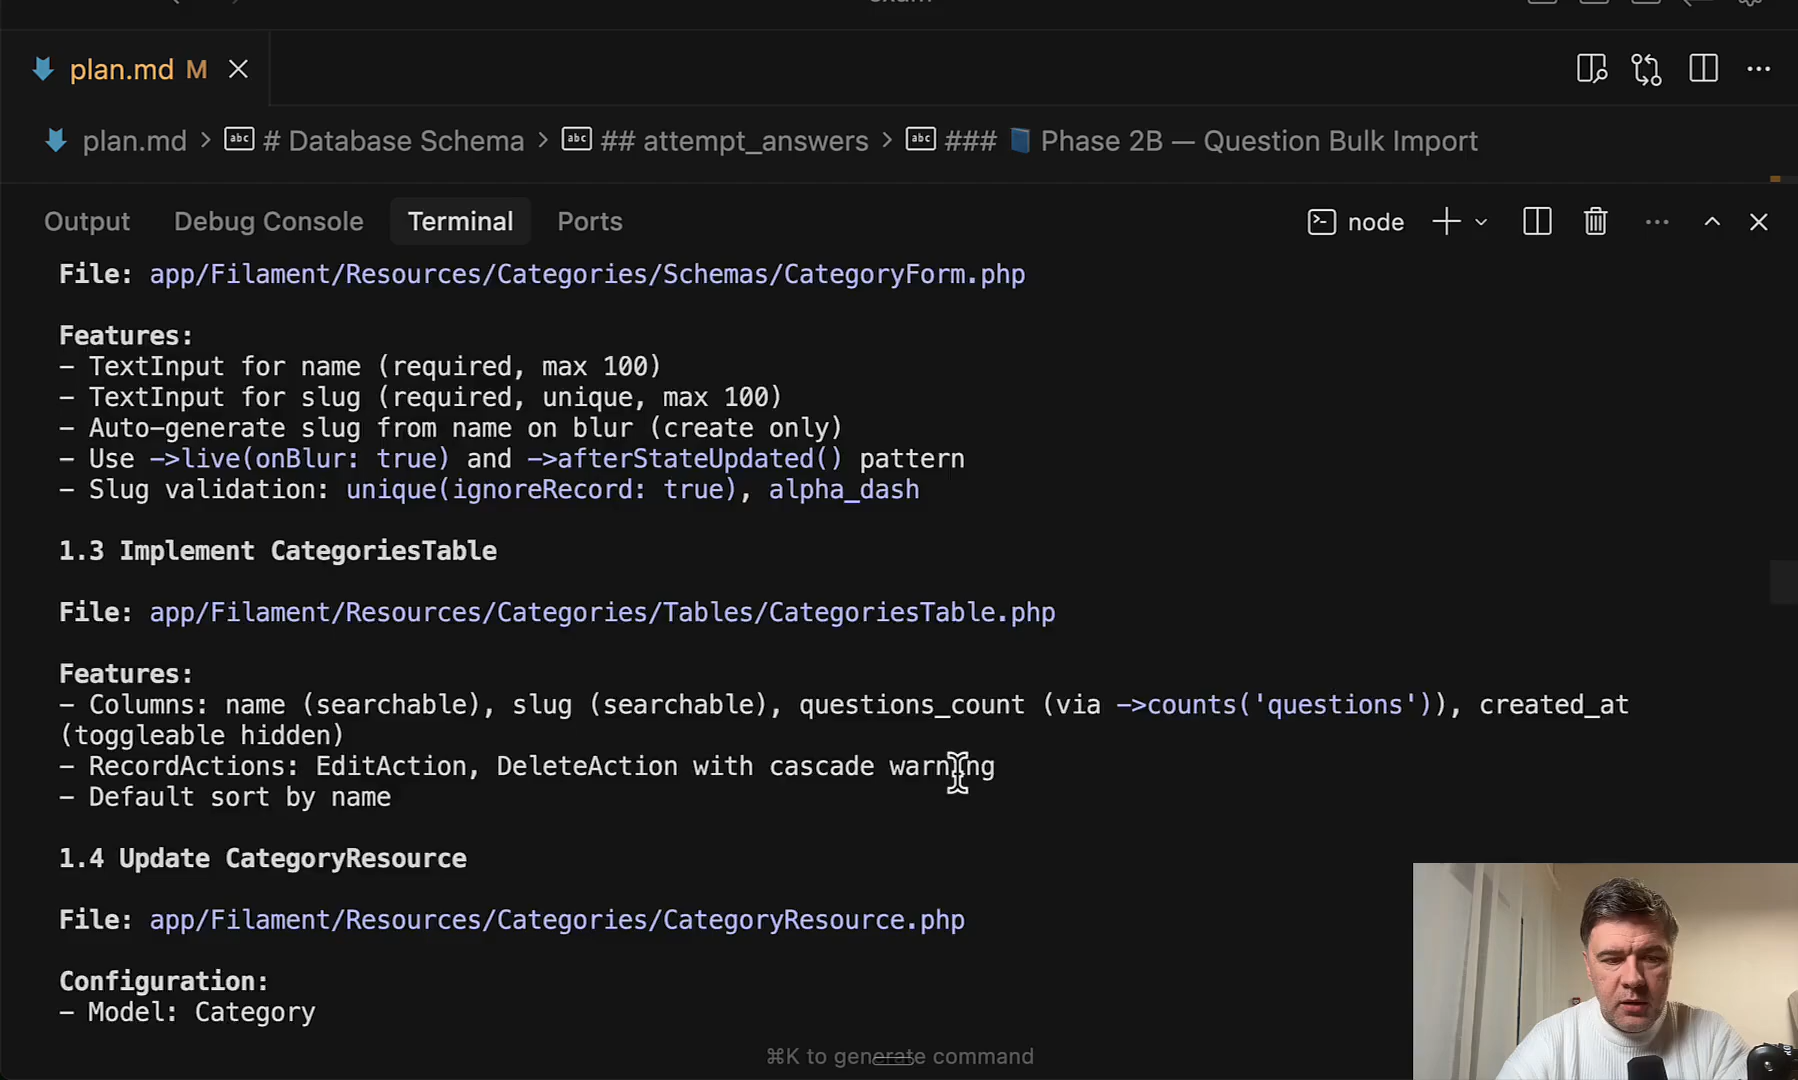 plan.md M
plan.md > # Database Schema > ## attempt_answers > ### Phase 2B — Question Bulk Import
Output Debug Console Terminal Ports node
File: app/Filament/Resources/Categories/Schemas/CategoryForm.php
Features:
- TextInput for name (required, max 100)
- TextInput for slug (required, unique, max 100)
- Auto-generate slug from name on blur (create only)
- Use ->live(onBlur: true) and ->afterStateUpdated() pattern
- Slug validation: unique(ignoreRecord: true), alpha_dash
1.3 Implement CategoriesTable
File: app/Filament/Resources/Categories/Tables/CategoriesTable.php
Features:
- Columns: name (searchable), slug (searchable), questions_count (via ->counts('questions')), created_at
(toggleable hidden)
- RecordActions: EditAction, DeleteAction with cascade warning
- Default sort by name
1.4 Update CategoryResource
File: app/Filament/Resources/Categories/CategoryResource.php
Configuration:
- Model: Category
⌘K to generate command